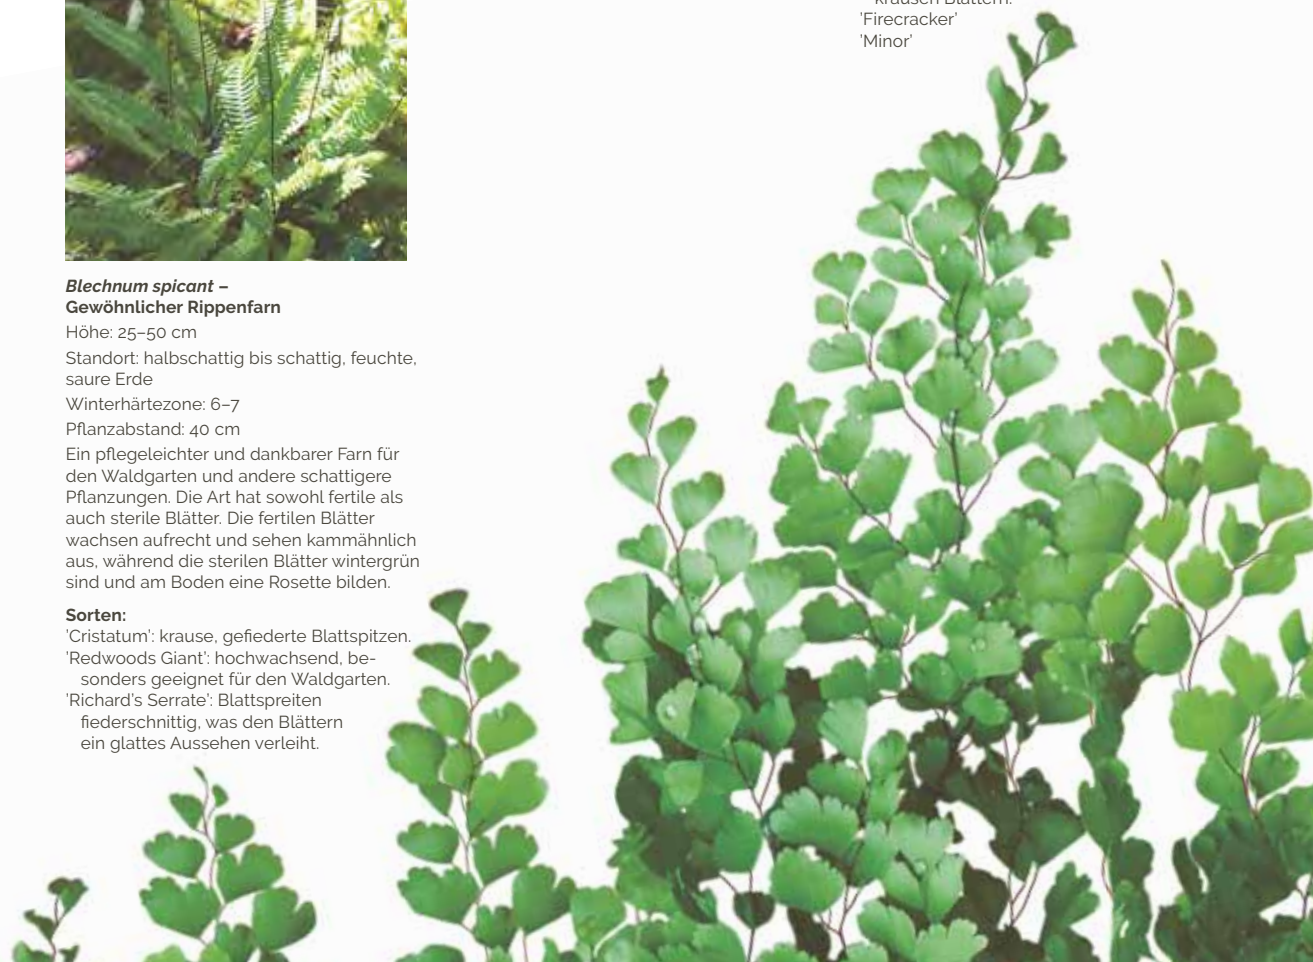 Blechnum spicant –
Gewöhnlicher Rippenfarn
Höhe: 25–50 cm
Standort: halbschattig bis schattig, feuchte,
saure Erde
Winterhärtezone: 6–7
Pflanzabstand: 40 cm
Ein pflegeleichter und dankbarer Farn für
den Waldgarten und andere schattigere
Pflanzungen. Die Art hat sowohl fertile als
auch sterile Blätter. Die fertilen Blätter
wachsen aufrecht und sehen kammähnlich
aus, während die sterilen Blätter wintergrün
sind und am Boden eine Rosette bilden.
Sorten:
’Cristatum’: krause, gefiederte Blattspitzen.
’Redwoods Giant’: hochwachsend, be-
sonders geeignet für den Waldgarten.
’Richard’s Serrate’: Blattspreiten
fiederschnittig, was den Blättern
ein glattes Aussehen verleiht.
krausen Blättern.
’Firecracker’
’Minor’